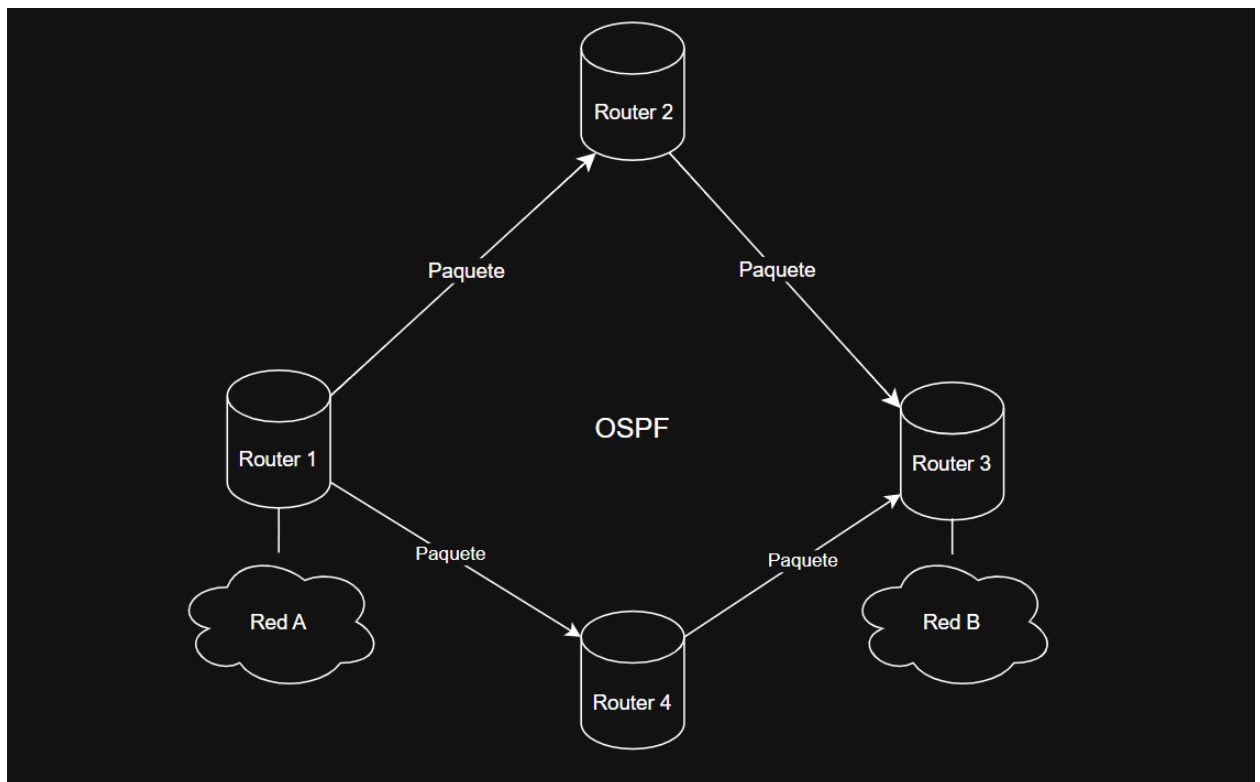 Router 2
Paquete
Paquete
OSPF
Router 1
Router 3
Paquete
Paquete
Red A
Red B
Router 4